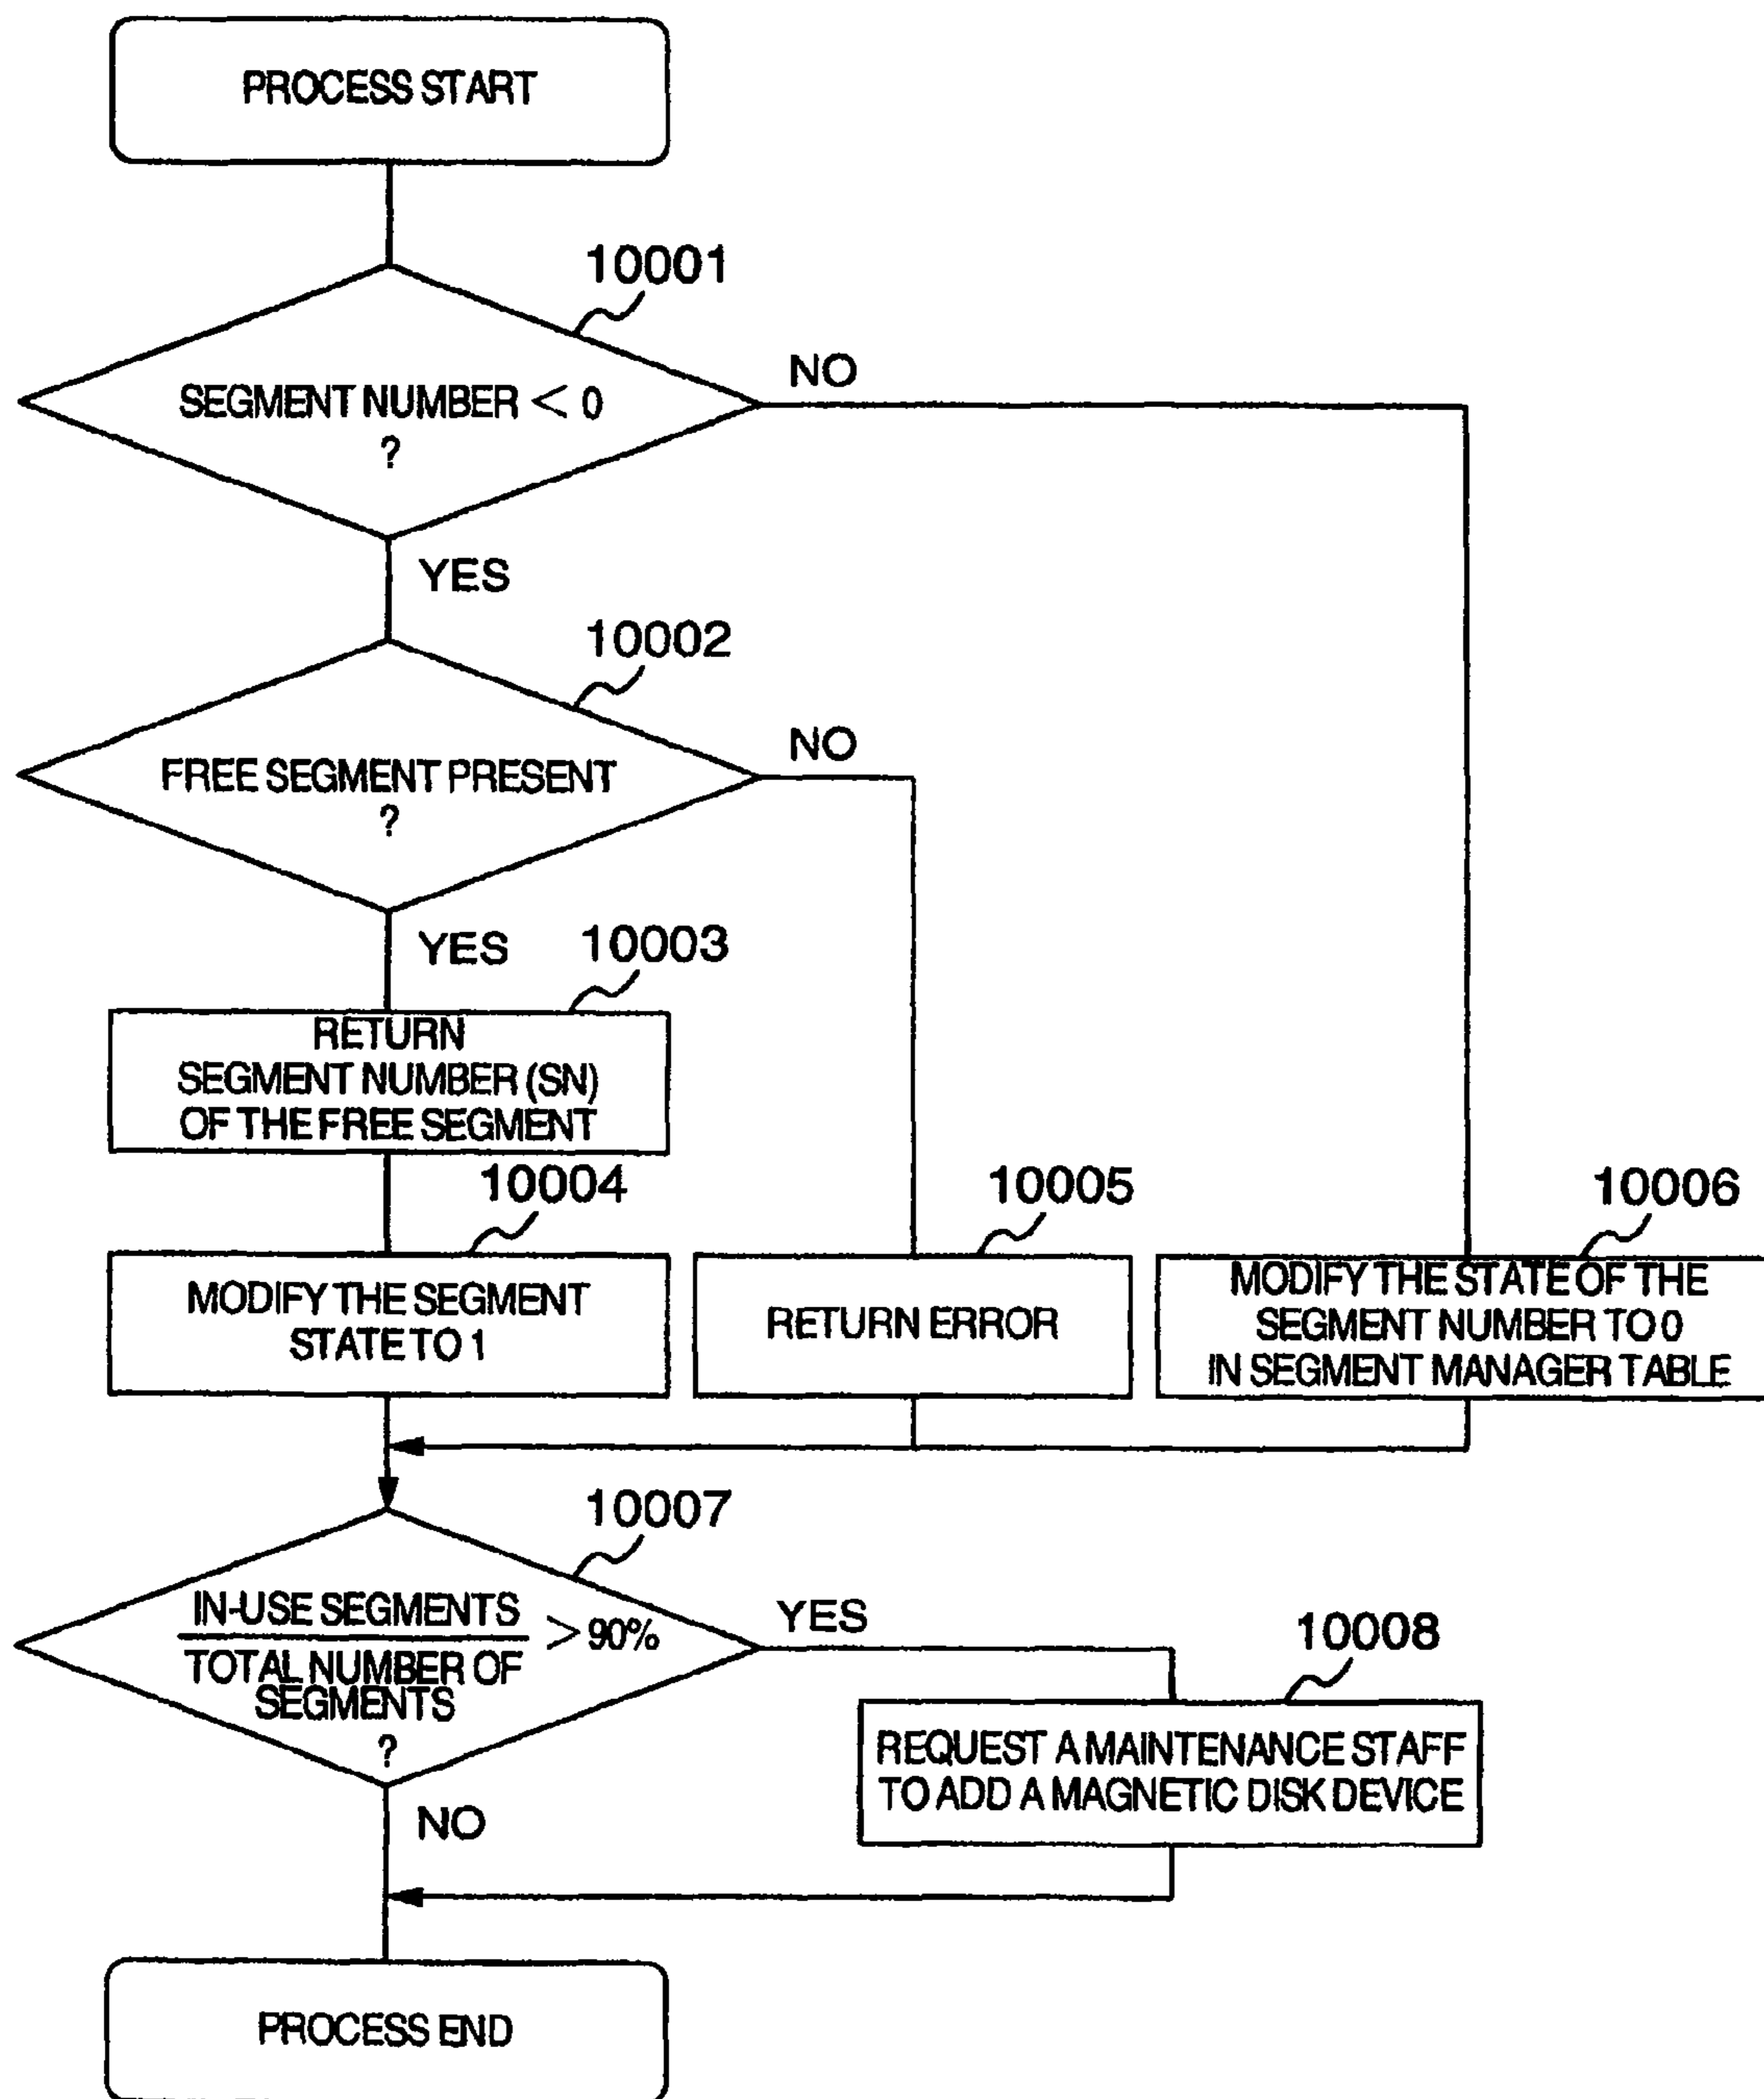 PROCESS START
10001
NO
SEGMENT NUMBER < 0
?
YES
10002
NO
FREE SEGMENT PRESENT
?
YES
10003
RETURN
SEGMENT NUMBER (SN)
OF THE FREE SEGMENT
10004
MODIFY THE SEGMENT
STATE TO 1
10005
RETURN ERROR
10006
MODIFY THE STATE OF THE
SEGMENT NUMBER TO 0
IN SEGMENT MANAGER TABLE
10007
IN-USE SEGMENTS
> 90%
TOTAL NUMBER OF
SEGMENTS
?
YES
10008
REQUEST A MAINTENANCE STAFF
TO ADD A MAGNETIC DISK DEVICE
NO
PROCESS END